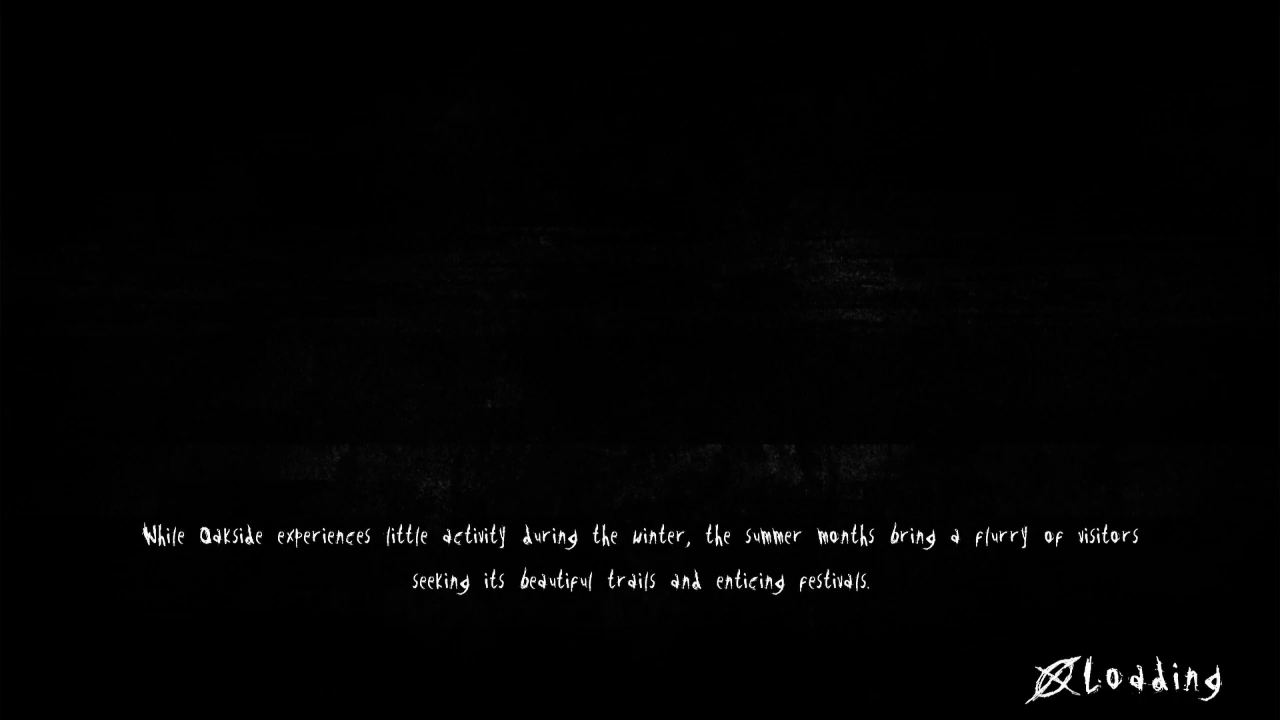 While Oakside experiences little activity during the winter, the summer months bring a flurry of visitors
seeking its beautiful trails and enticing festivals.
Loading